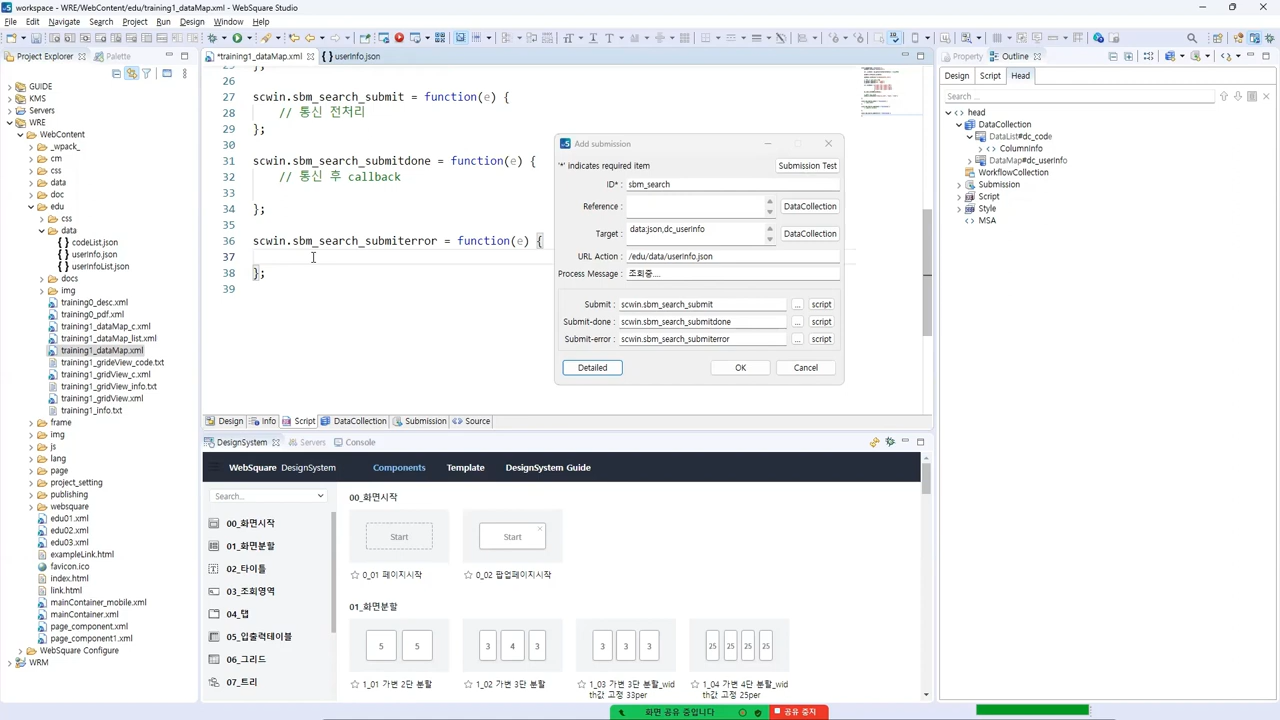 workspace - WRE/WebContent/edu/training1_dataMap.xml - WebSquare Studio
File Edit Navigate Search Project Run Design Window Help
Project Explorer
Palette
GUIDE
KMS
Servers
WRE
WebContent
_wpack_
cm
css
data
doc
edu
css
data
codeList.json
userInfo.json
userInfoList.json
docs
img
training0_desc.xml
training0_pdf.xml
training1_dataMap_c.xml
training1_dataMap_list.xml
training1_dataMap.xml
training1_grideView_code.txt
training1_gridView_c.xml
training1_gridView_info.txt
training1_gridView.xml
training1_info.txt
frame
img
js
lang
page
project_setting
publishing
websquare
edu01.xml
edu02.xml
edu03.xml
exampleLink.html
favicon.ico
index.html
link.html
mainContainer_mobile.xml
mainContainer.xml
page_component.xml
page_component1.xml
WebSquare Configure
WRM
*training1_dataMap.xml
userInfo.json
25 };
26
27 scwin.sbm_search_submit = function(e) {
28 // 통신 전처리
29 };
30
31 scwin.sbm_search_submitdone = function(e) {
32 // 통신 후 callback
33
34 };
35
36 scwin.sbm_search_submiterror = function(e) {
37
38 };
39
Design Info Script DataCollection Submission Source
Add submission
'*' indicates required item
Submission Test
ID* : sbm_search
Reference :
DataCollection
Target : data:json,dc_userInfo
DataCollection
URL Action : /edu/data/userInfo.json
Process Message : 조회중....
Submit : scwin.sbm_search_submit ... script
Submit-done : scwin.sbm_search_submitdone ... script
Submit-error : scwin.sbm_search_submiterror ... script
Detailed OK Cancel
DesignSystem Servers Console
WebSquare DesignSystem
Components Template DesignSystem Guide
Search...
00_화면시작
01_화면분할
02_타이틀
03_조회영역
04_탭
05_입출력테이블
06_그리드
07_트리
00_화면시작
Start
Start
0_01 페이지시작
0_02 팝업페이지시작
01_화면분할
5 5
3 4 3
3 3 3
25 25 25 25
1_01 가변 2단 분할
1_02 가변 3단 분할
1_03 가변 3단 분할_wid
th값 고정 33per
1_04 가변 4단 분할_wid
th값 고정 25per
Property Outline
Design Script Head
Search ...
head
DataCollection
DataList#dc_code
ColumnInfo
DataMap#dc_userInfo
WorkflowCollection
Submission
Script
Style
MSA
화면 공유 중입니다
공유 중지